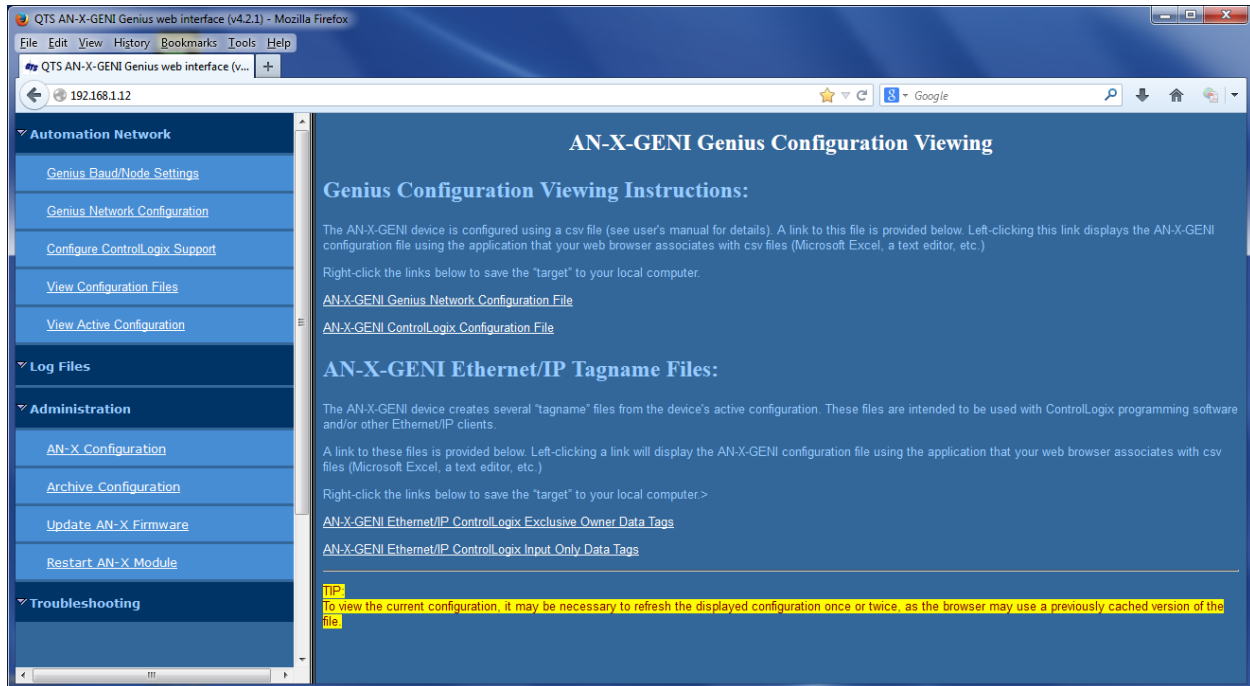 QTS AN-X-GENI Genius web interface (v4.2.1) - Mozilla Firefox
File Edit View History Bookmarks Tools Help
QTS AN-X-GENI Genius web interface (v...
192.168.1.12
Google
Automation Network
Genius Baud/Node Settings
Genius Network Configuration
Configure ControlLogix Support
View Configuration Files
View Active Configuration
Log Files
Administration
AN-X Configuration
Archive Configuration
Update AN-X Firmware
Restart AN-X Module
Troubleshooting
AN-X-GENI Genius Configuration Viewing
Genius Configuration Viewing Instructions:
The AN-X-GENI device is configured using a csv file (see user's manual for details). A link to this file is provided below. Left-clicking this link displays the AN-X-GENI
configuration file using the application that your web browser associates with csv files (Microsoft Excel, a text editor, etc.)
Right-click the links below to save the "target" to your local computer.
AN-X-GENI Genius Network Configuration File
AN-X-GENI ControlLogix Configuration File
AN-X-GENI Ethernet/IP Tagname Files:
The AN-X-GENI device creates several "tagname" files from the device's active configuration. These files are intended to be used with ControlLogix programming software
and/or other Ethernet/IP clients.
A link to these files is provided below. Left-clicking a link will display the AN-X-GENI configuration file using the application that your web browser associates with csv
files (Microsoft Excel, a text editor, etc.)
Right-click the links below to save the "target" to your local computer.>
AN-X-GENI Ethernet/IP ControlLogix Exclusive Owner Data Tags
AN-X-GENI Ethernet/IP ControlLogix Input Only Data Tags
TIP:
To view the current configuration, it may be necessary to refresh the displayed configuration once or twice, as the browser may use a previously cached version of the
file.